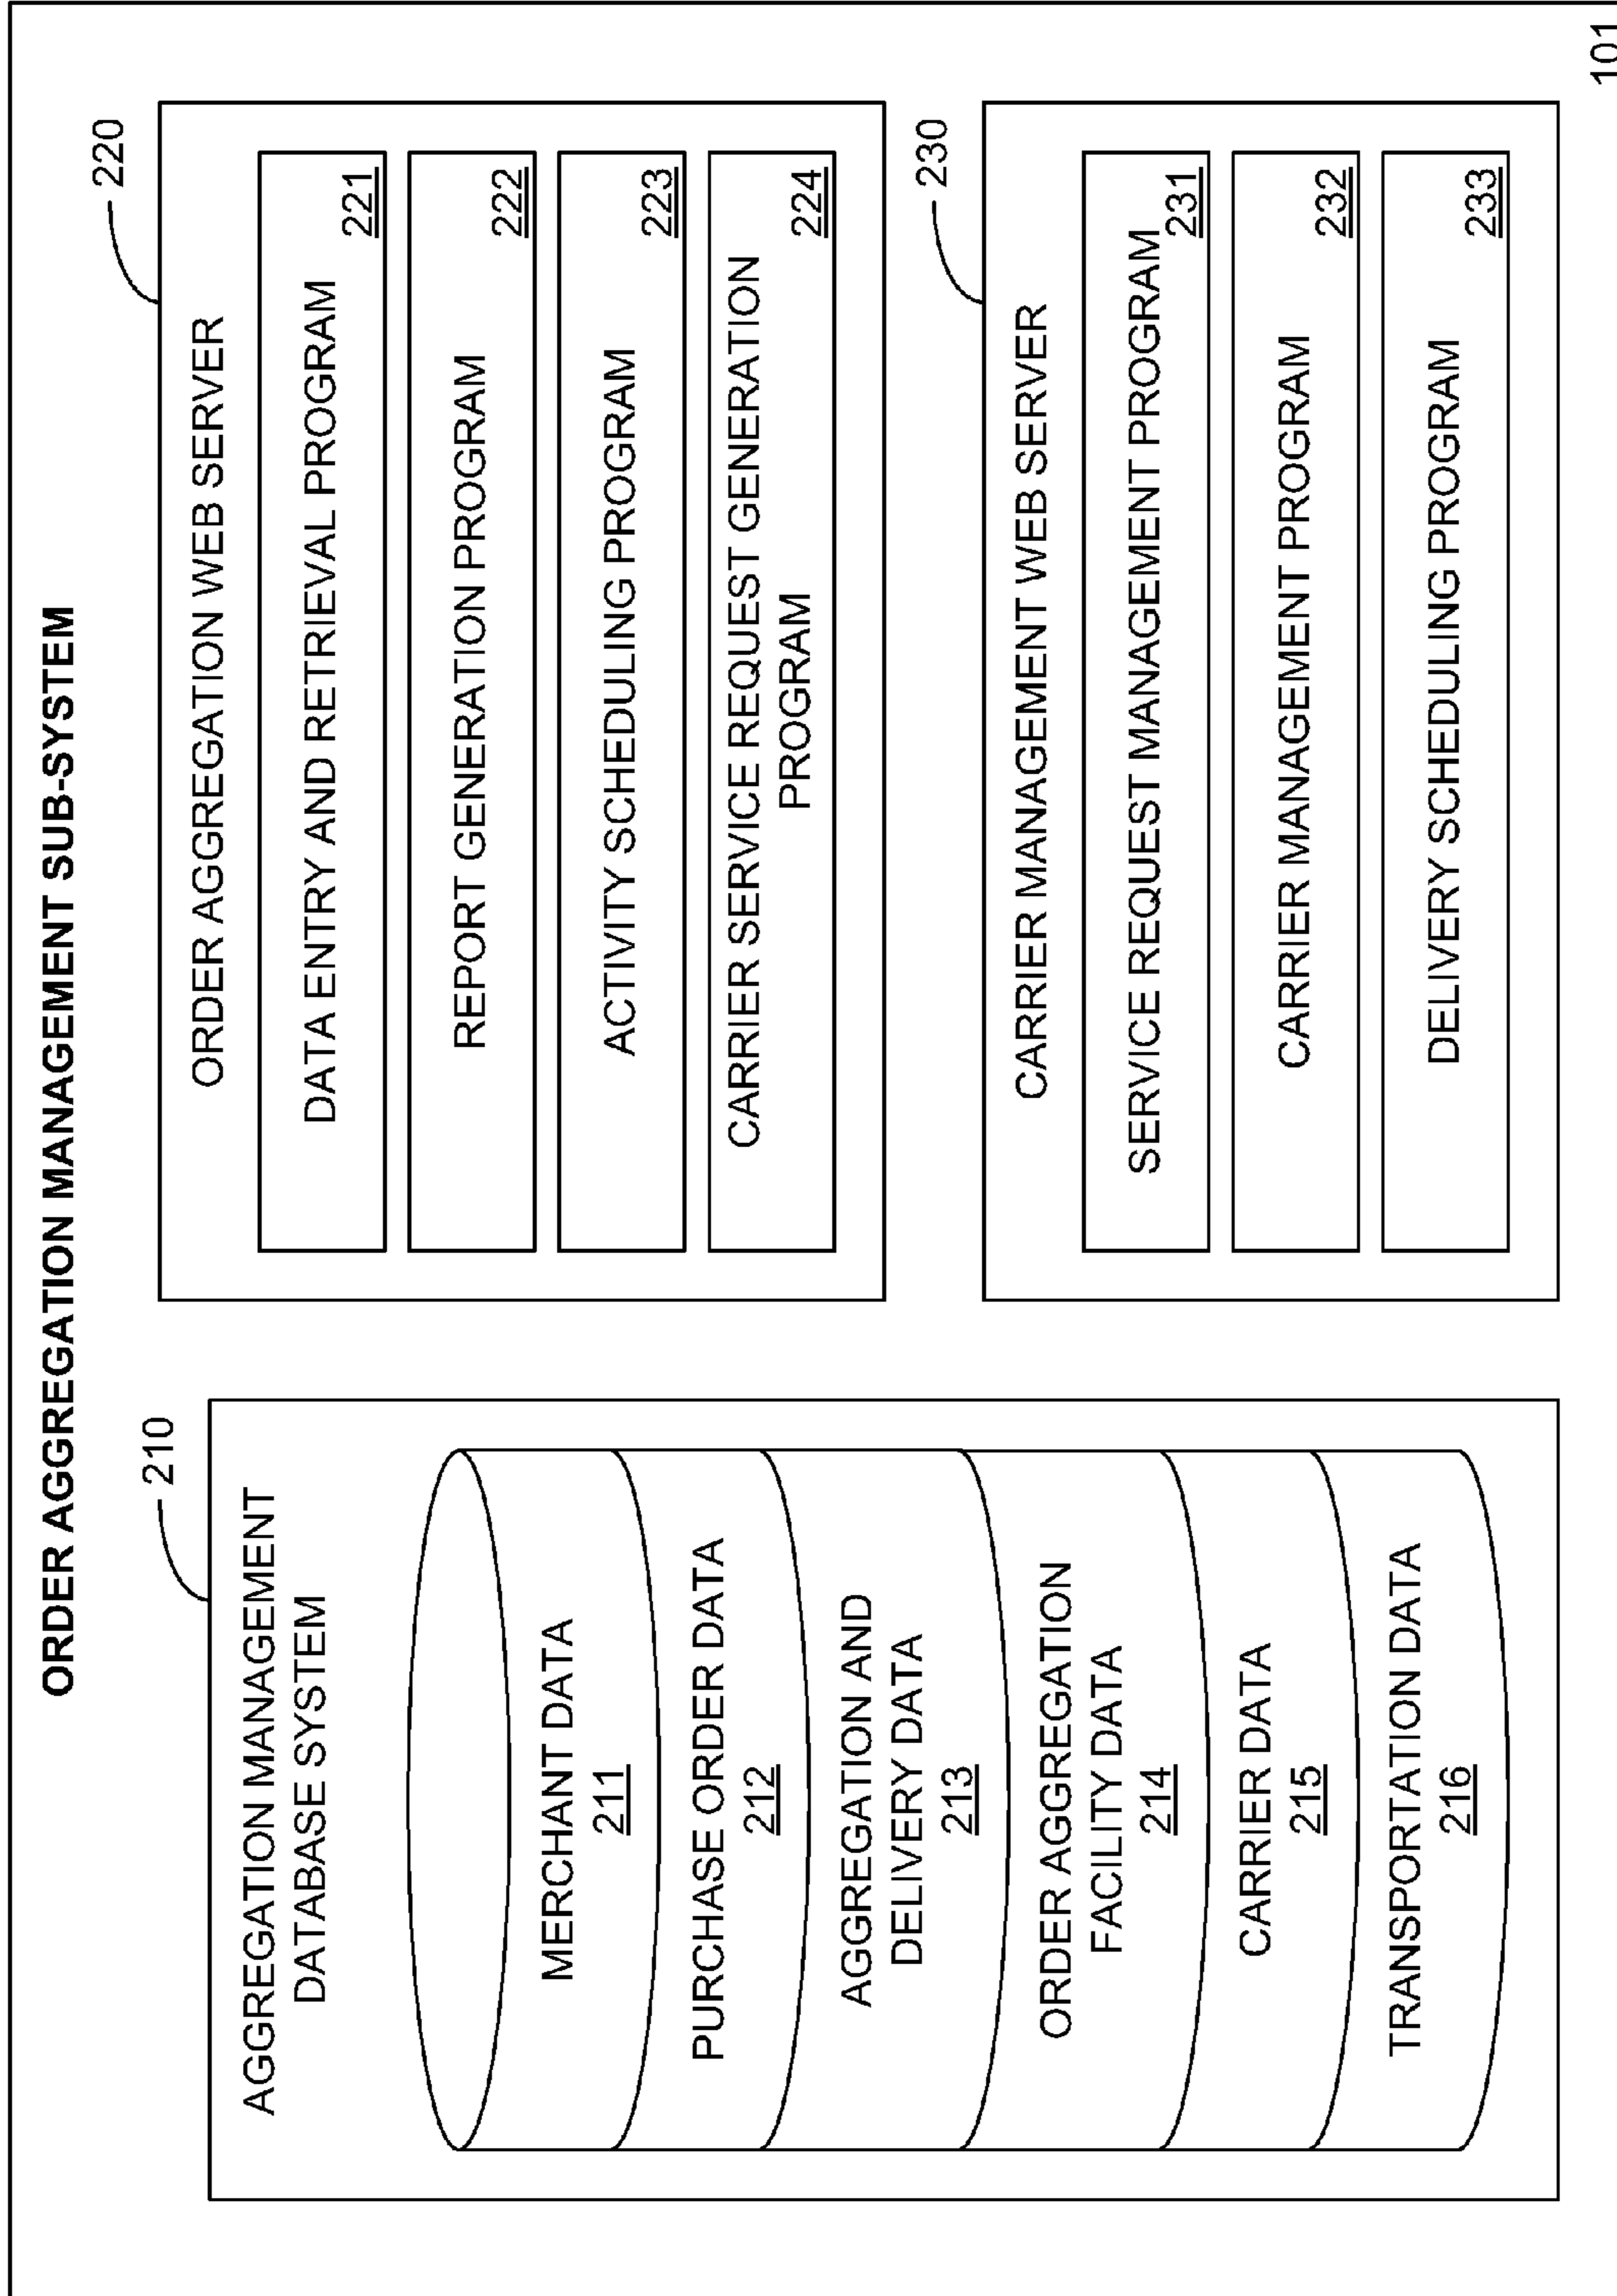 ORDER AGGREGATION MANAGEMENT SUB-SYSTEM
210
AGGREGATION MANAGEMENT
DATABASE SYSTEM
MERCHANT DATA
211
PURCHASE ORDER DATA
212
AGGREGATION AND
DELIVERY DATA
213
ORDER AGGREGATION
FACILITY DATA
214
CARRIER DATA
215
TRANSPORTATION DATA
216
220
ORDER AGGREGATION WEB SERVER
DATA ENTRY AND RETRIEVAL PROGRAM
221
REPORT GENERATION PROGRAM
222
ACTIVITY SCHEDULING PROGRAM
223
CARRIER SERVICE REQUEST GENERATION
PROGRAM
224
230
CARRIER MANAGEMENT WEB SERVER
SERVICE REQUEST MANAGEMENT PROGRAM
231
CARRIER MANAGEMENT PROGRAM
232
DELIVERY SCHEDULING PROGRAM
233
101